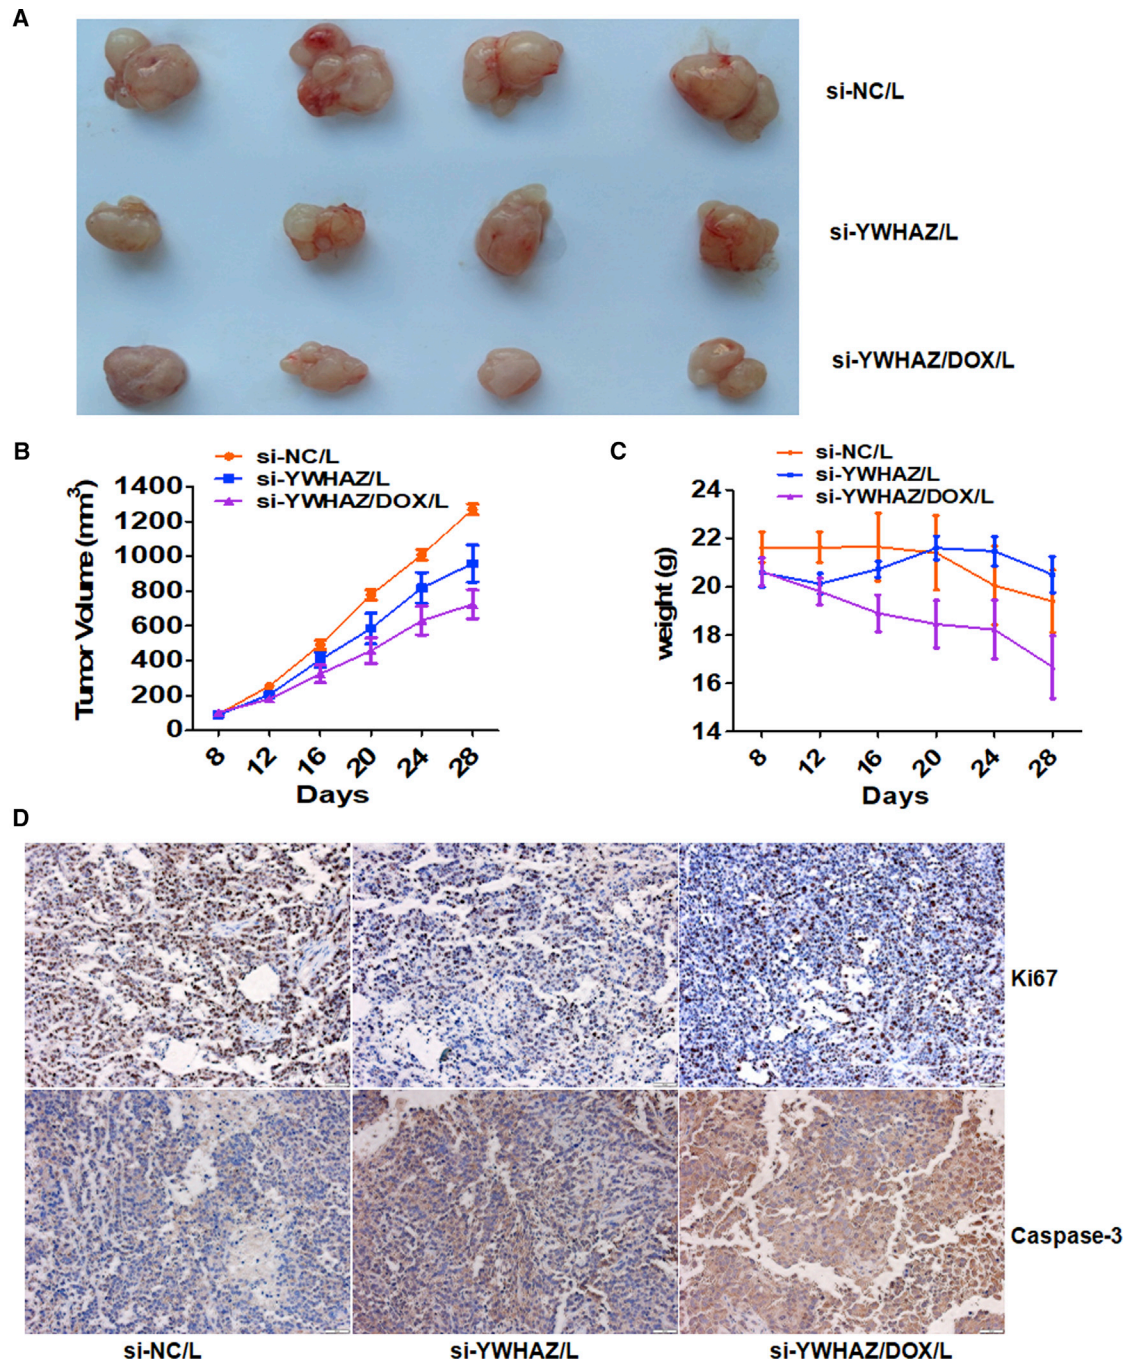 A
si-NC/L
si-YWHAZ/L
si-YWHAZ/DOX/L
B
si-NC/L
si-YWHAZ/L
si-YWHAZ/DOX/L
Tumor Volume (mm³)
1400
1200
1000
800
600
400
200
0
8 12 16 20 24 28
Days
C
si-NC/L
si-YWHAZ/L
si-YWHAZ/DOX/L
weight (g)
24
22
20
18
16
14
8 12 16 20 24 28
Days
D
Ki67
Caspase-3
si-NC/L si-YWHAZ/L si-YWHAZ/DOX/L